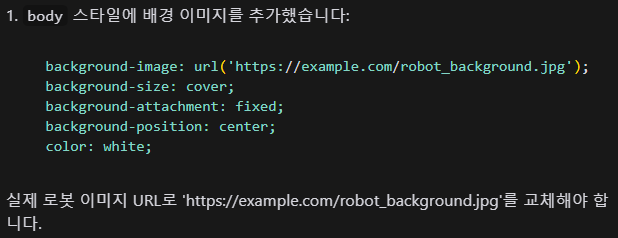 1. body 스타일에 배경 이미지를 추가했습니다:
background-image: url('https://example.com/robot_background.jpg');
background-size: cover;
background-attachment: fixed;
background-position: center;
color: white;
실제 로봇 이미지 URL로 'https://example.com/robot_background.jpg'를 교체해야 합
니다.